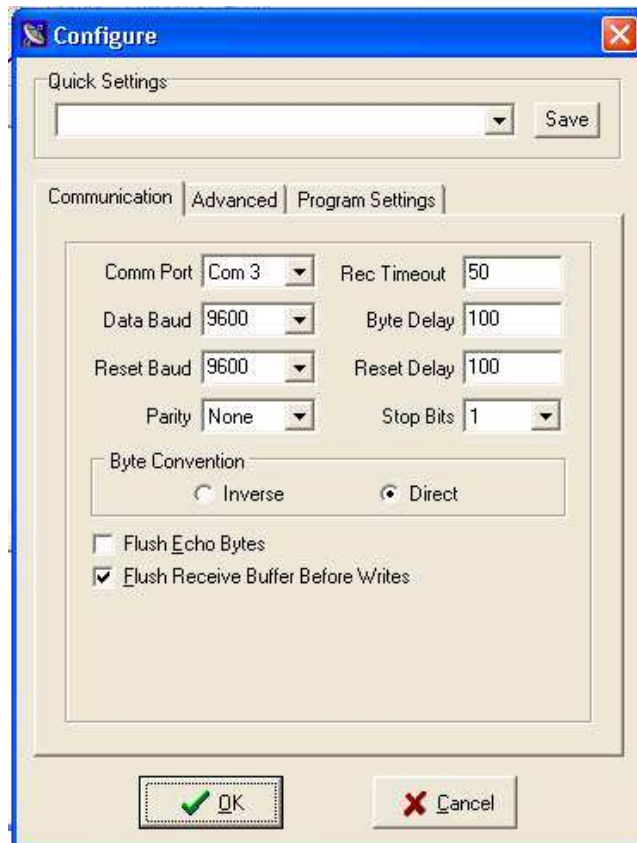 Configure
Quick Settings
Save
Communication Advanced Program Settings
Comm Port Com 3 Rec Timeout 50
Data Baud 9600 Byte Delay 100
Reset Baud 9600 Reset Delay 100
Parity None Stop Bits 1
Byte Convention
Inverse Direct
Flush Echo Bytes
Flush Receive Buffer Before Writes
OK Cancel